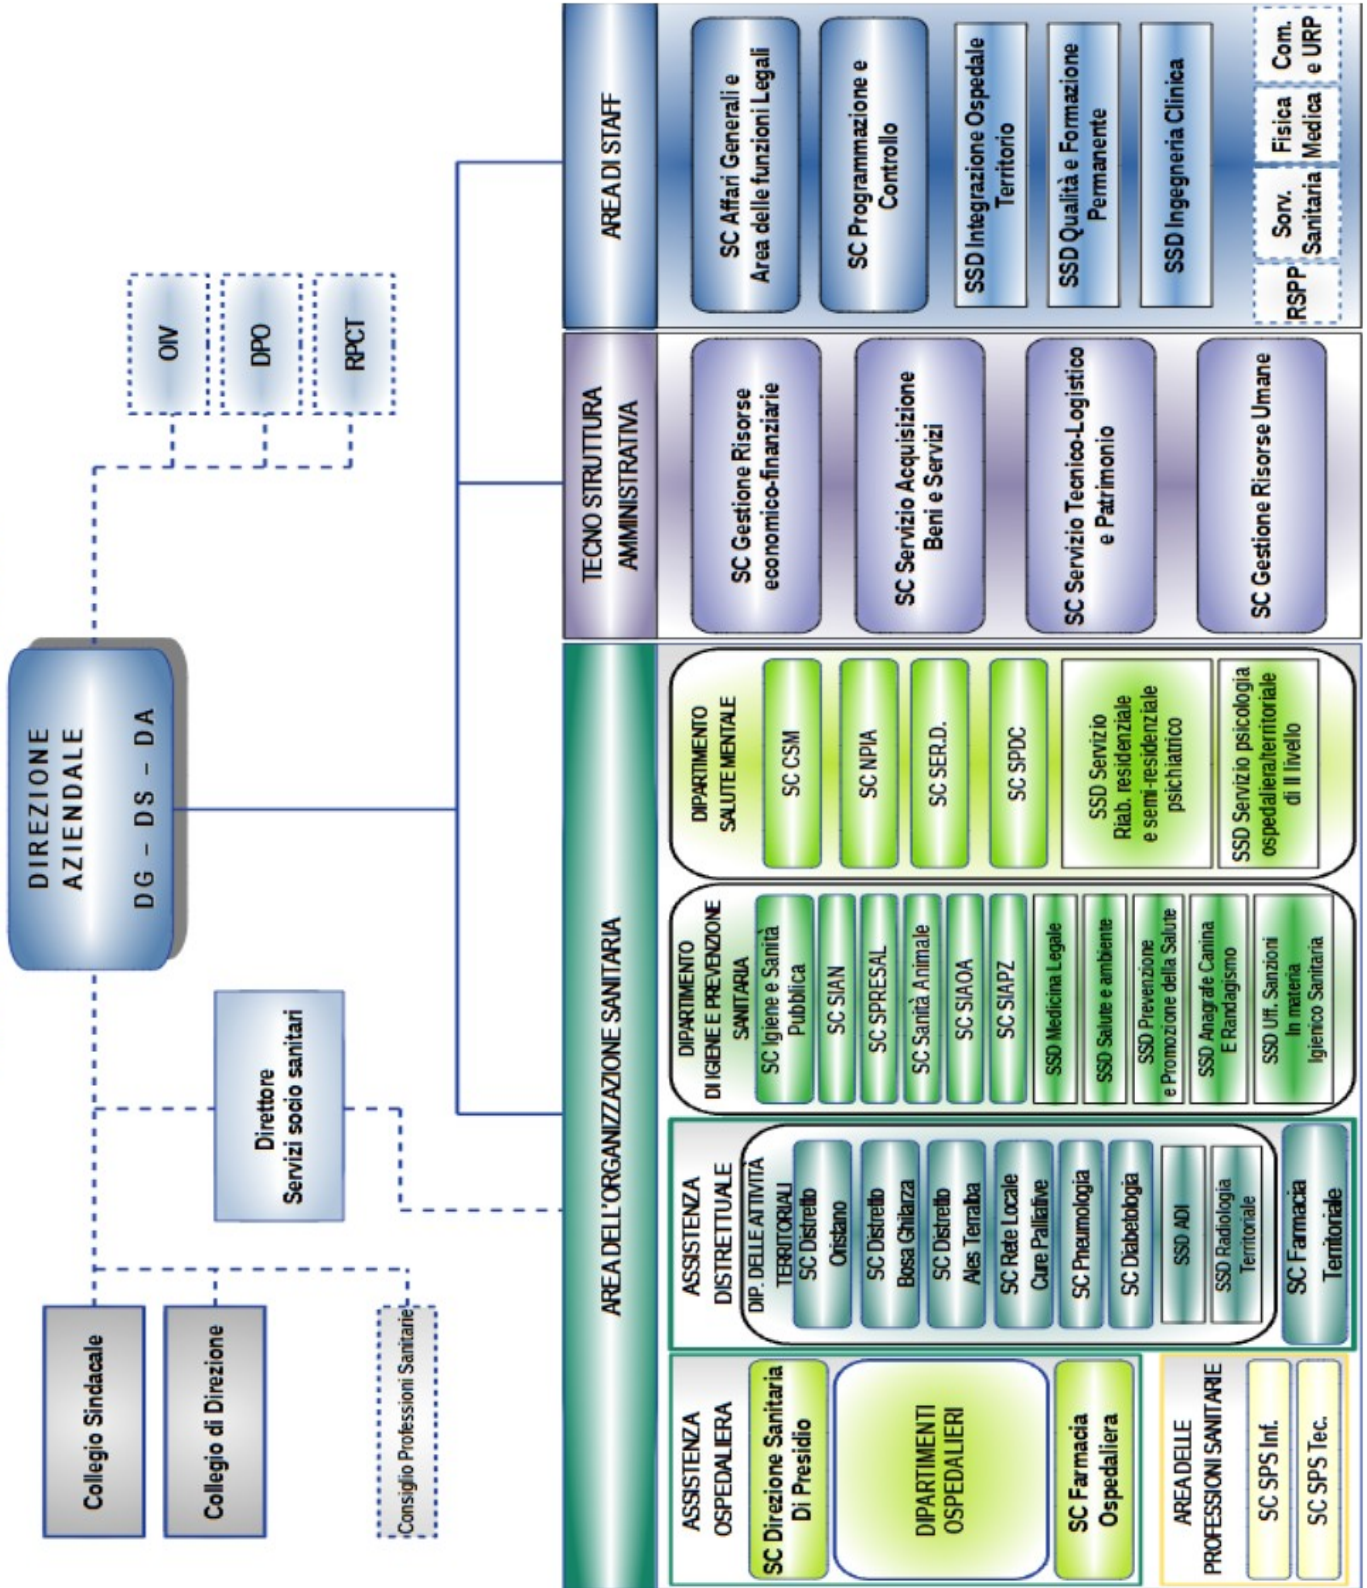 DIREZIONE
AZIENDALE
DG – DS – DA
Collegio Sindacale
Collegio di Direzione
Consiglio Professioni Sanitarie
Direttore
Servizi socio sanitari
OIV
DPO
RPCT
AREA DELL'ORGANIZZAZIONE SANITARIA
ASSISTENZA
OSPEDALIERA
SC Direzione Sanitaria
Di Presidio
DIPARTIMENTI
OSPEDALIERI
SC Farmacia
Ospedaliera
AREA DELLE
PROFESSIONI SANITARIE
SC SPS Inf.
SC SPS Tec.
ASSISTENZA
DISTRETTUALE
DIP. DELLE ATTIVITÀ
TERRITORIALI
SC Distretto
Oristano
SC Distretto
Bosa Ghilarza
SC Distretto
Ales Terralba
SC Rete Locale
Cure Palliative
SC Pneumologia
SC Diabetologia
SSD ADI
SSD Radiologia
Territoriale
SC Farmacia
Territoriale
DIPARTIMENTO
DI IGIENE E PREVENZIONE
SANITARIA
SC Igiene e Sanità
Pubblica
SC SIAN
SC SPRESAL
SC Sanità Animale
SC SIAOA
SC SIAPZ
SSD Medicina Legale
SSD Salute e ambiente
SSD Prevenzione
e Promozione della Salute
SSD Anagrafe Canina
E Randagismo
SSD Uff. Sanzioni
In materia
Igienico Sanitaria
DIPARTIMENTO
SALUTE MENTALE
SC CSM
SC NPIA
SC SER.D.
SC SPDC
SSD Servizio
Riab. residenziale
e semi-residenziale
psichiatrico
SSD Servizio psicologia
ospedaliera/territoriale
di II livello
TECNO STRUTTURA
AMMINISTRATIVA
SC Gestione Risorse
economico-finanziarie
SC Servizio Acquisizione
Beni e Servizi
SC Servizio Tecnico-Logistico
e Patrimonio
SC Gestione Risorse Umane
AREA DI STAFF
SC Affari Generali e
Area delle funzioni Legali
SC Programmazione e
Controllo
SSD Integrazione Ospedale
Territorio
SSD Qualità e Formazione
Permanente
SSD Ingegneria Clinica
RSPP
Sorv.
Sanitaria
Fisica
Medica
Com.
e URP